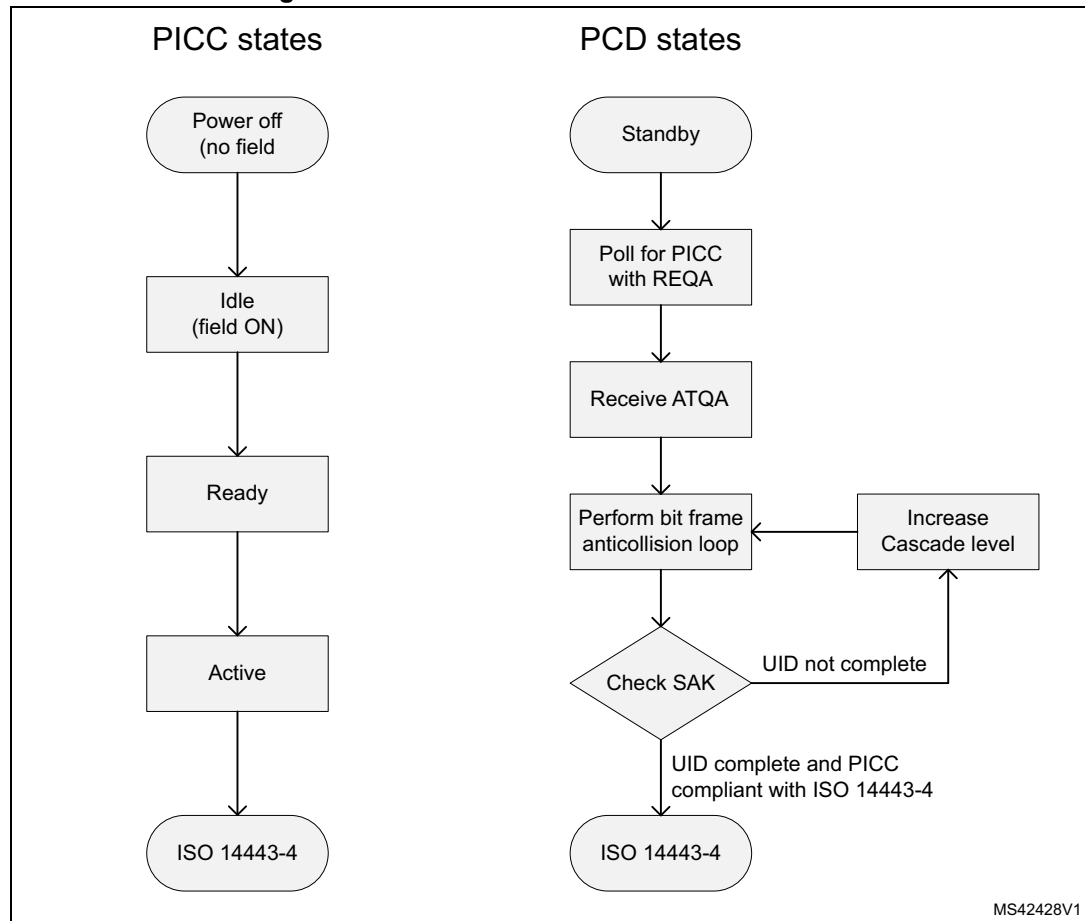 PICC states
PCD states
Power off
(no field
Idle
(field ON)
Ready
Active
ISO 14443-4
Standby
Poll for PICC
with REQA
Receive ATQA
Perform bit frame
anticollision loop
Increase
Cascade level
Check SAK
UID not complete
UID complete and PICC
compliant with ISO 14443-4
ISO 14443-4
MS42428V1